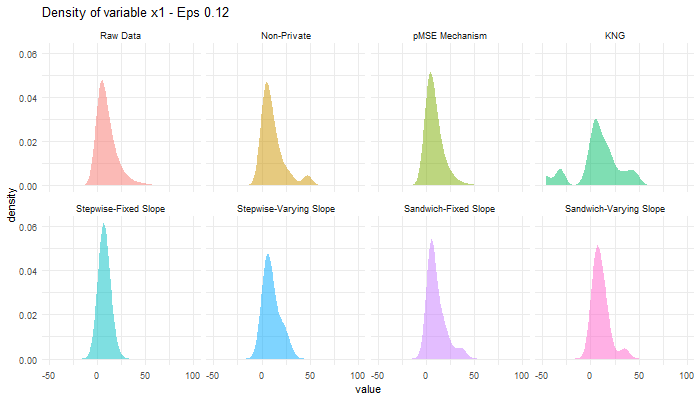 Density of variable x1 - Eps 0.12
Raw Data Non-Private pMSE Mechanism KNG
0.06
0.04
0.02
0.00
Stepwise-Fixed Slope Stepwise-Varying Slope Sandwich-Fixed Slope Sandwich-Varying Slope
0.06
0.04
0.02
0.00
density
-50 0 50 100 -50 0 50 100 -50 0 50 100 -50 0 50 100
value